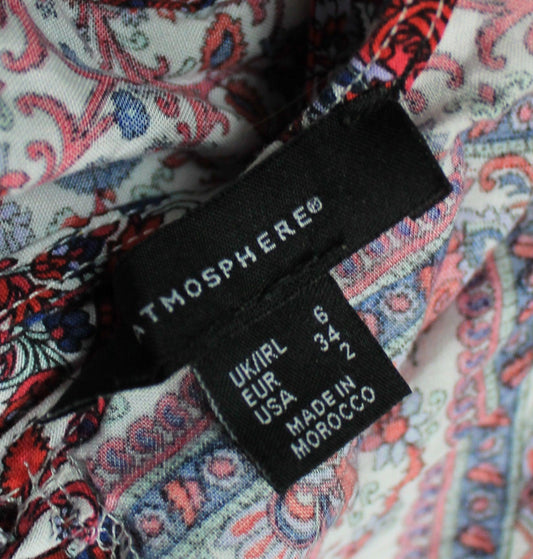 ATMOSPHERE®
UK/IRL 6
EUR 34
USA 2
MADE IN
MOROCCO